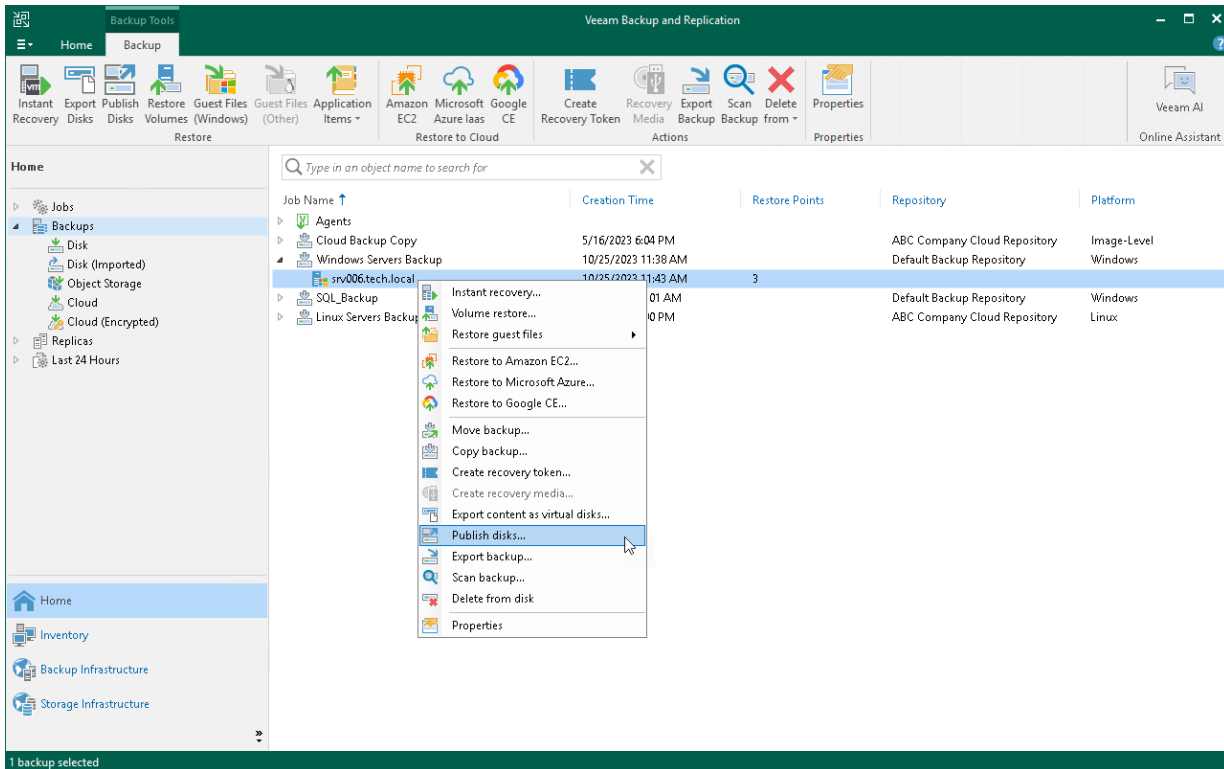 Backup Tools
Veeam Backup and Replication
Home Backup
Instant Recovery
Export Disks
Publish Disks
Restore Volumes
Guest Files (Windows)
Guest Files (Other)
Application Items
Amazon EC2
Microsoft Azure Iaas
Google CE
Create Recovery Token
Recovery Media
Export Backup
Scan Backup
Delete from
Properties
Veeam AI
Restore
Restore to Cloud
Actions
Properties
Online Assistant
Home
Jobs
Backups
Disk
Disk (Imported)
Object Storage
Cloud
Cloud (Encrypted)
Replicas
Last 24 Hours
Home
Inventory
Backup Infrastructure
Storage Infrastructure
Type in an object name to search for
Job Name Creation Time Restore Points Repository Platform
Agents
Cloud Backup Copy 5/16/2023 6:04 PM ABC Company Cloud Repository Image-Level
Windows Servers Backup 10/25/2023 11:38 AM Default Backup Repository Windows
srv006.tech.local 10/25/2023 11:43 AM 3
SQL_Backup 01 AM Default Backup Repository Windows
Linux Servers Backup 0 PM ABC Company Cloud Repository Linux
Instant recovery...
Volume restore...
Restore guest files
Restore to Amazon EC2...
Restore to Microsoft Azure...
Restore to Google CE...
Move backup...
Copy backup...
Create recovery token...
Create recovery media...
Export content as virtual disks...
Publish disks...
Export backup...
Scan backup...
Delete from disk
Properties
1 backup selected